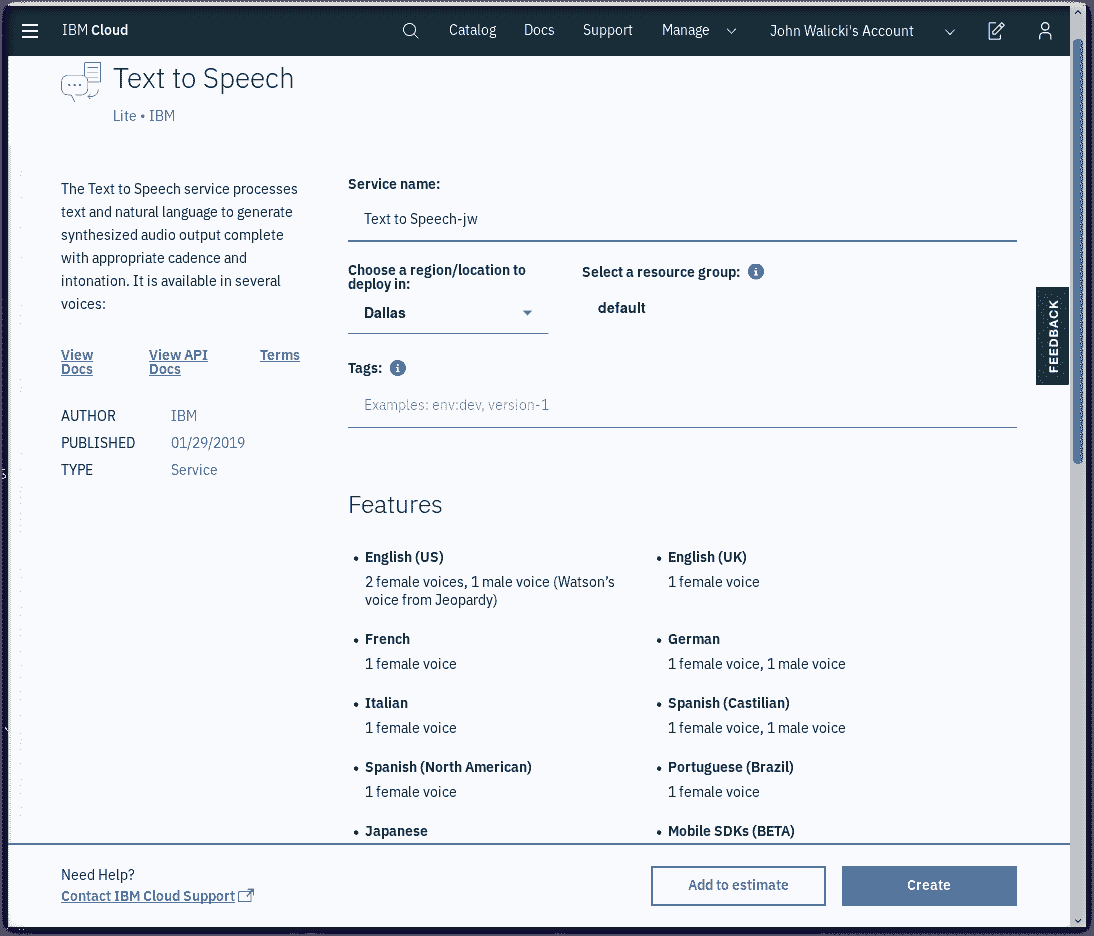 IBM Cloud
Catalog
Docs
Support
Manage
John Walicki's Account
Text to Speech
Lite • IBM
The Text to Speech service processes
text and natural language to generate
synthesized audio output complete
with appropriate cadence and
intonation. It is available in several
voices:
View
Docs
View API
Docs
Terms
AUTHOR IBM
PUBLISHED 01/29/2019
TYPE Service
Service name:
Text to Speech-jw
Choose a region/location to
deploy in:
Dallas
Select a resource group:
default
Tags:
Examples: env:dev, version-1
FEEDBACK
Features
• English (US)
2 female voices, 1 male voice (Watson’s
voice from Jeopardy)
• English (UK)
1 female voice
• French
1 female voice
• German
1 female voice, 1 male voice
• Italian
1 female voice
• Spanish (Castilian)
1 female voice, 1 male voice
• Spanish (North American)
1 female voice
• Portuguese (Brazil)
1 female voice
• Japanese
• Mobile SDKs (BETA)
Need Help?
Contact IBM Cloud Support
Add to estimate
Create